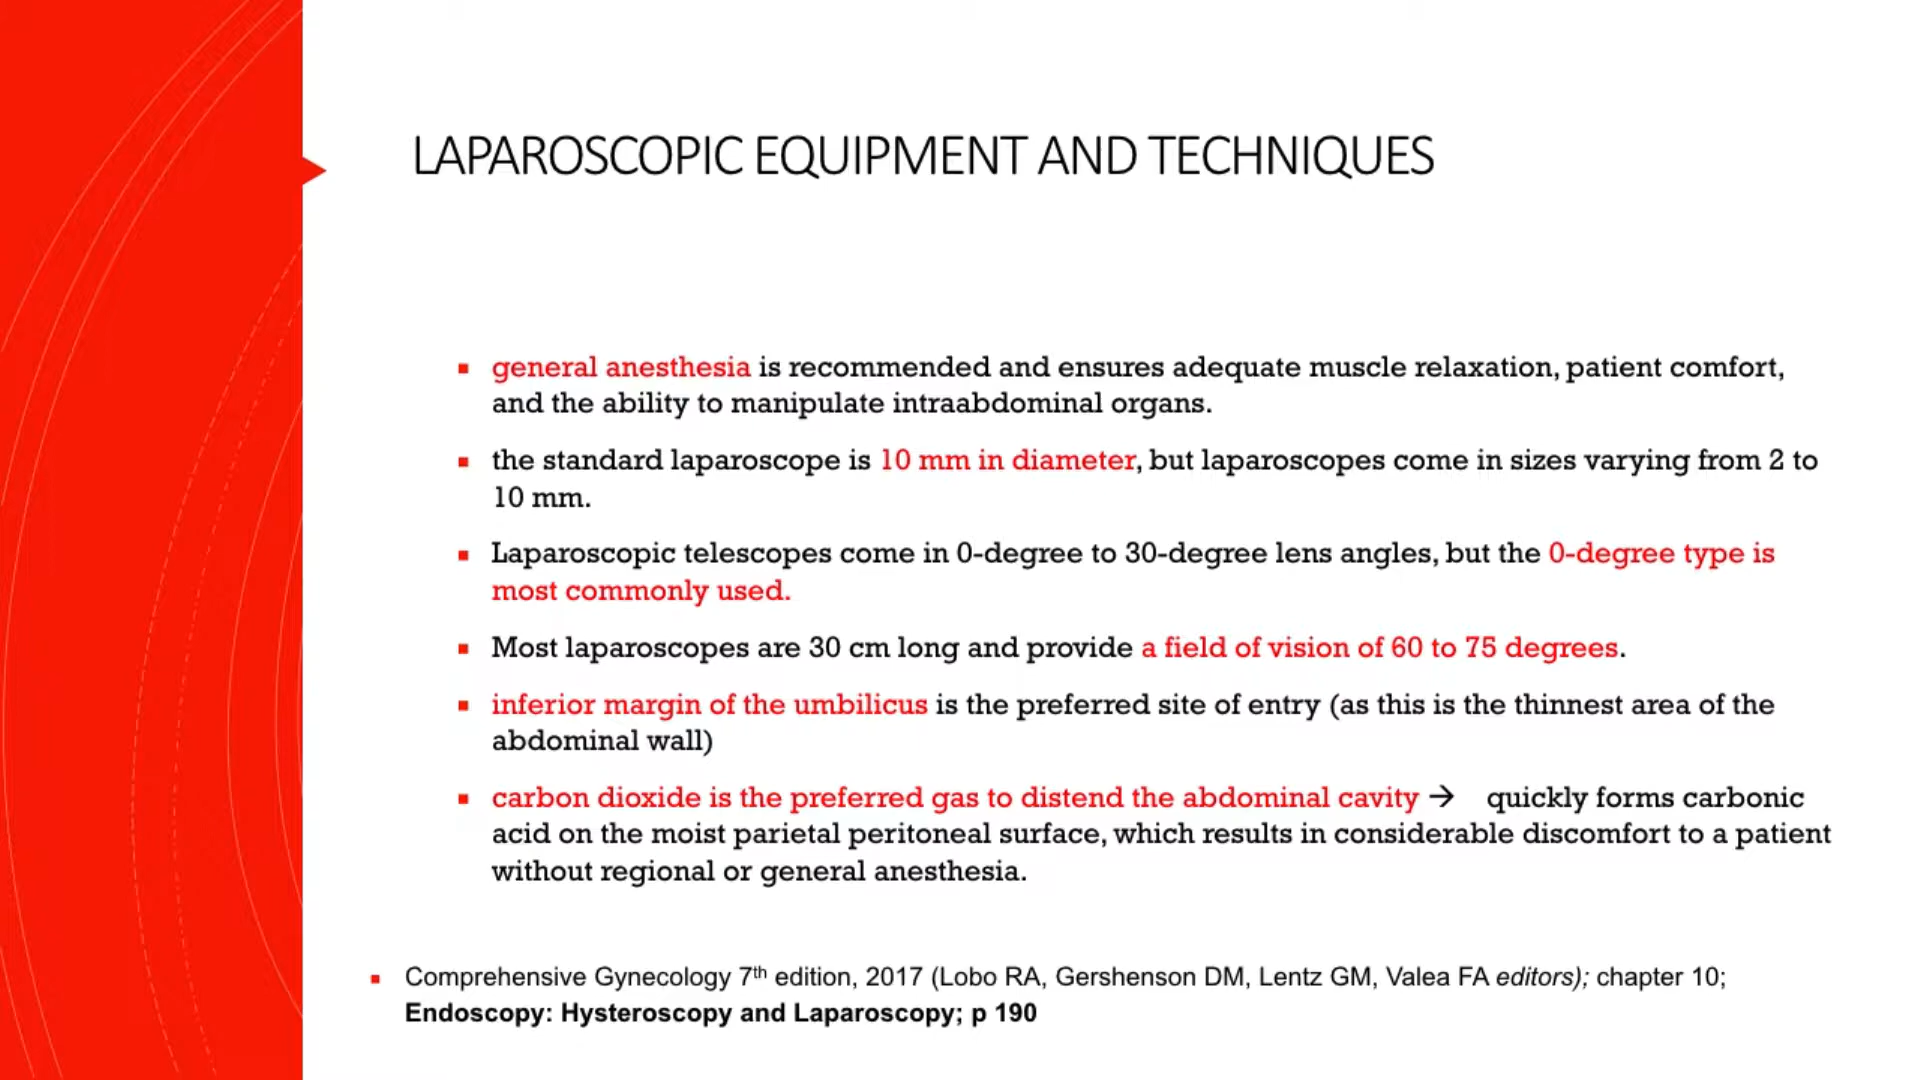 LAPAROSCOPIC EQUIPMENT AND TECHNIQUES
▪ general anesthesia is recommended and ensures adequate muscle relaxation, patient comfort,
and the ability to manipulate intraabdominal organs.
▪ the standard laparoscope is 10 mm in diameter, but laparoscopes come in sizes varying from 2 to
10 mm.
▪ Laparoscopic telescopes come in 0-degree to 30-degree lens angles, but the 0-degree type is
most commonly used.
▪ Most laparoscopes are 30 cm long and provide a field of vision of 60 to 75 degrees.
▪ inferior margin of the umbilicus is the preferred site of entry (as this is the thinnest area of the
abdominal wall)
▪ carbon dioxide is the preferred gas to distend the abdominal cavity → quickly forms carbonic
acid on the moist parietal peritoneal surface, which results in considerable discomfort to a patient
without regional or general anesthesia.
▪ Comprehensive Gynecology 7th edition, 2017 (Lobo RA, Gershenson DM, Lentz GM, Valea FA editors); chapter 10;
Endoscopy: Hysteroscopy and Laparoscopy; p 190